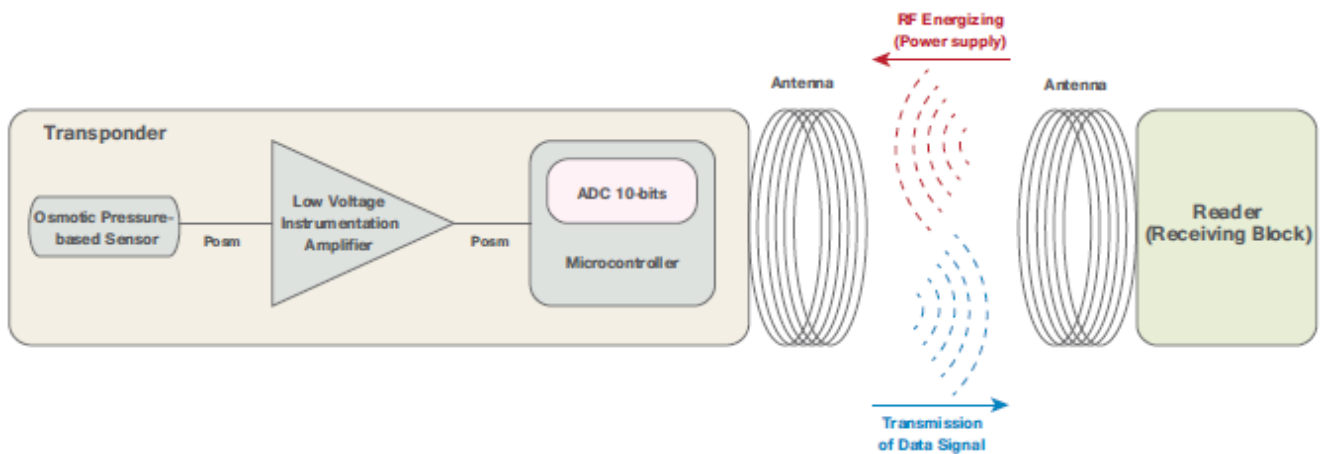 RF Energizing
(Power supply)
Antenna
Antenna
Transponder
Osmotic Pressure-
based Sensor
Posm
Low Voltage
Instrumentation
Amplifier
Posm
ADC 10-bits
Microcontroller
Reader
(Receiving Block)
Transmission
of Data Signal